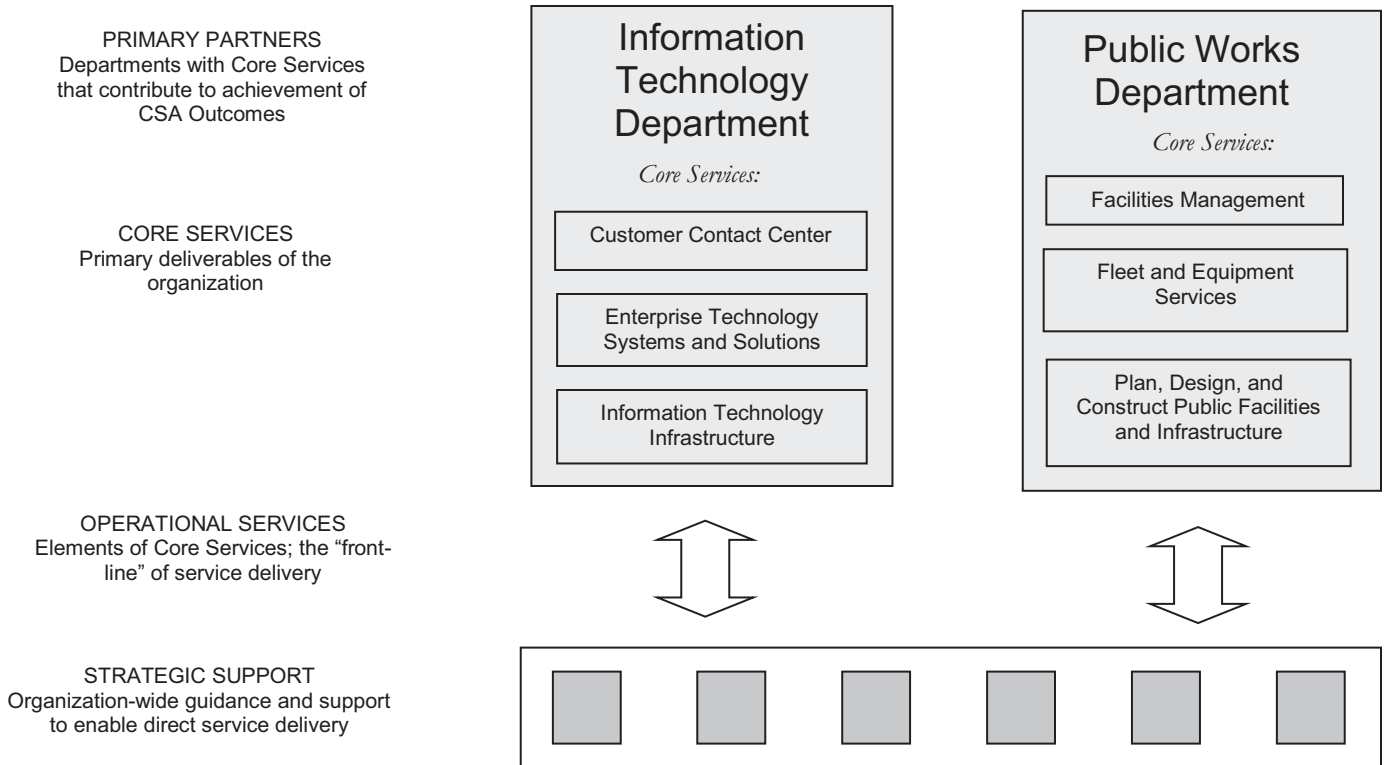 PRIMARY PARTNERS
Departments with Core Services
that contribute to achievement of
CSA Outcomes
CORE SERVICES
Primary deliverables of the
organization
OPERATIONAL SERVICES
Elements of Core Services; the “front-
line” of service delivery
STRATEGIC SUPPORT
Organization-wide guidance and support
to enable direct service delivery
Information
Technology
Department
Core Services:
Customer Contact Center
Enterprise Technology
Systems and Solutions
Information Technology
Infrastructure
Public Works
Department
Core Services:
Facilities Management
Fleet and Equipment
Services
Plan, Design, and
Construct Public Facilities
and Infrastructure